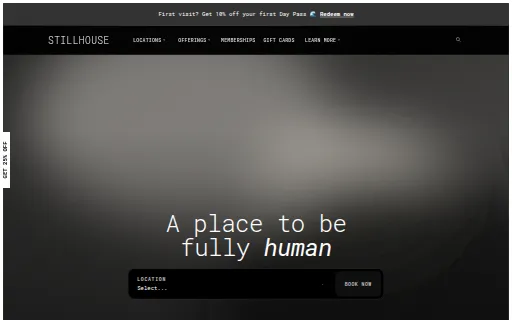 First visit? Get 10% off your first Day Pass 🌊 Redeem now
STILLHOUSE
LOCATIONS OFFERINGS MEMBERSHIPS GIFT CARDS LEARN MORE
GET 25% OFF
A place to be
fully human
LOCATION
Select...
BOOK NOW